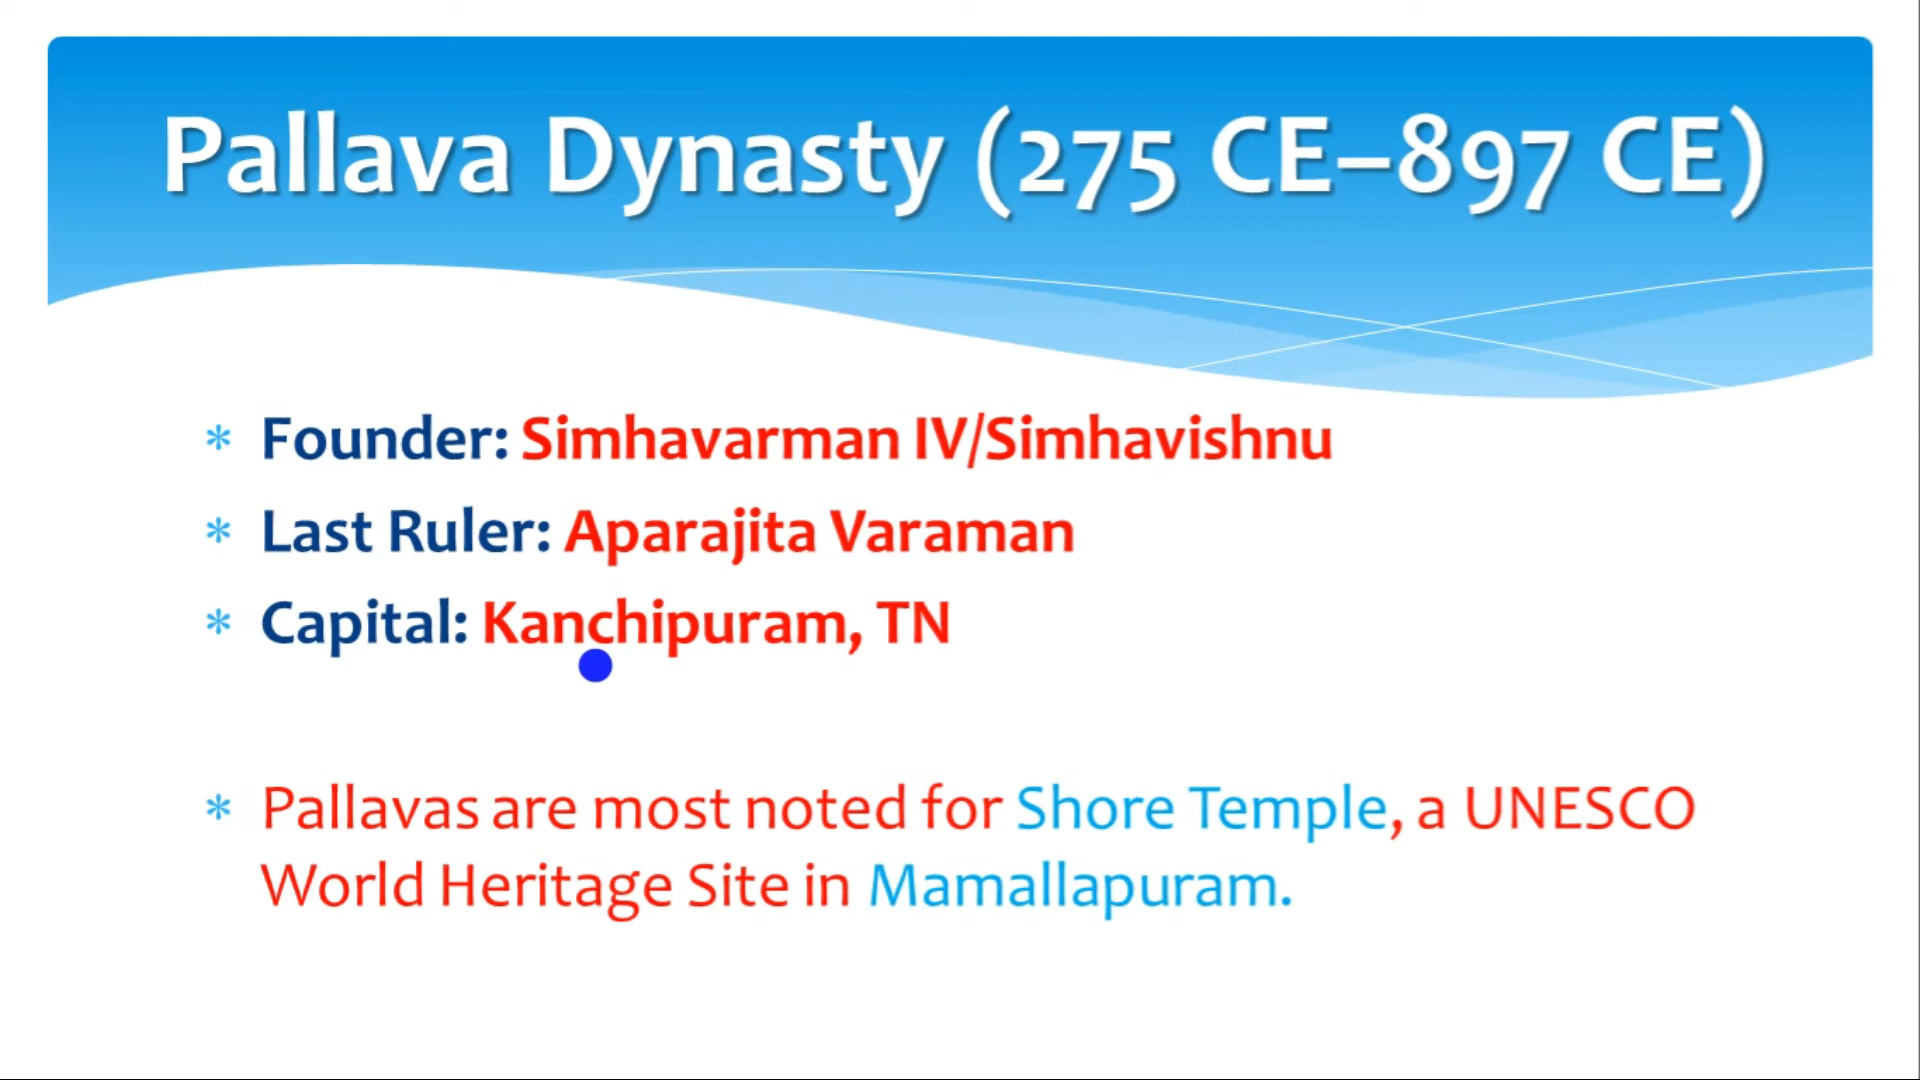 Pallava Dynasty (275 CE–897 CE)
* Founder: Simhavarman IV/Simhavishnu
* Last Ruler: Aparajita Varaman
* Capital: Kanchipuram, TN
* Pallavas are most noted for Shore Temple, a UNESCO
World Heritage Site in Mamallapuram.